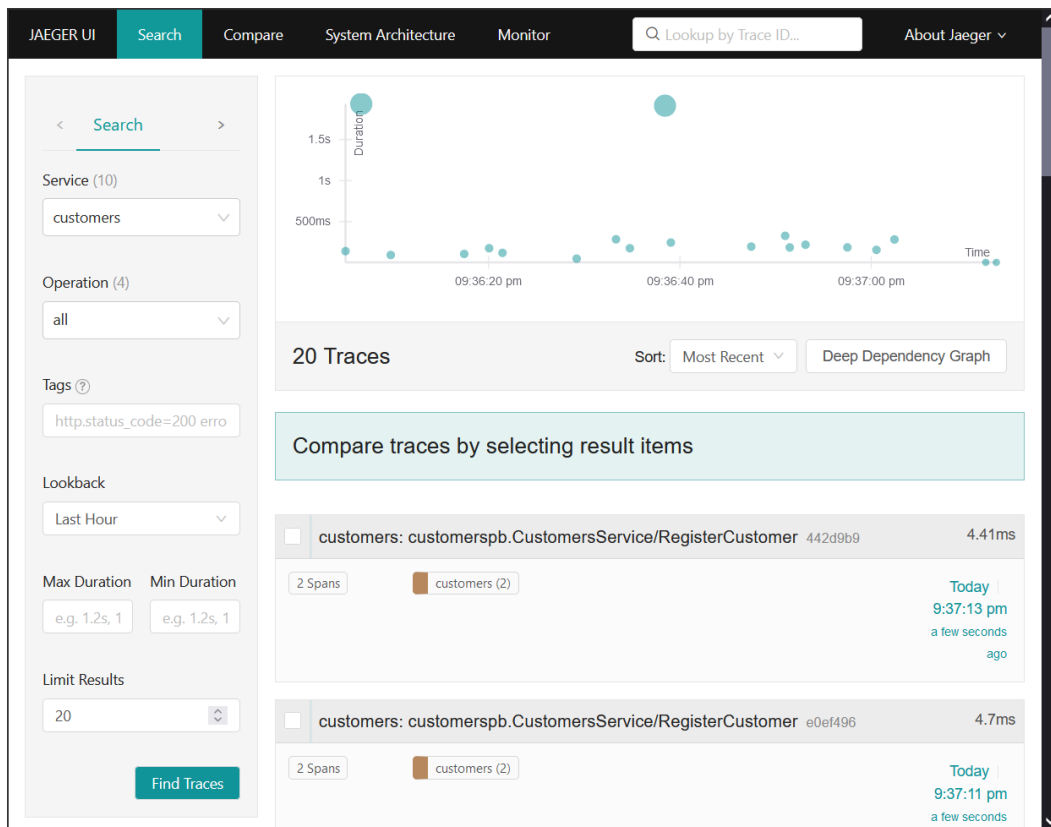 JAEGER UI Search Compare System Architecture Monitor Lookup by Trace ID... About Jaeger
< Search >
Service (10)
customers
Operation (4)
all
Tags ?
http.status_code=200 erro
Lookback
Last Hour
Max Duration Min Duration
e.g. 1.2s, 1 e.g. 1.2s, 1
Limit Results
20
Find Traces
Duration
1.5s
1s
500ms
Time
09:36:20 pm 09:36:40 pm 09:37:00 pm
20 Traces Sort: Most Recent Deep Dependency Graph
Compare traces by selecting result items
customers: customerspb.CustomersService/RegisterCustomer 442d9b9 4.41ms
2 Spans customers (2) Today
9:37:13 pm
a few seconds
ago
customers: customerspb.CustomersService/RegisterCustomer e0ef496 4.7ms
2 Spans customers (2) Today
9:37:11 pm
a few seconds